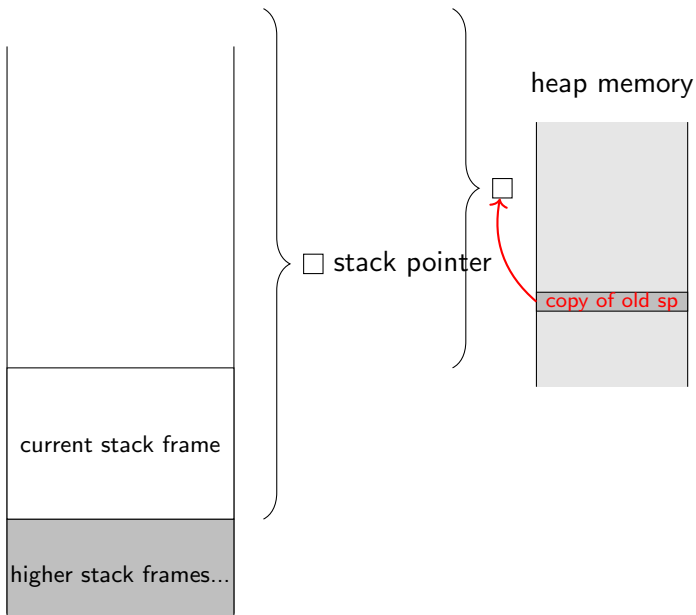 heap memory
stack pointer
copy of old sp
current stack frame
higher stack frames...